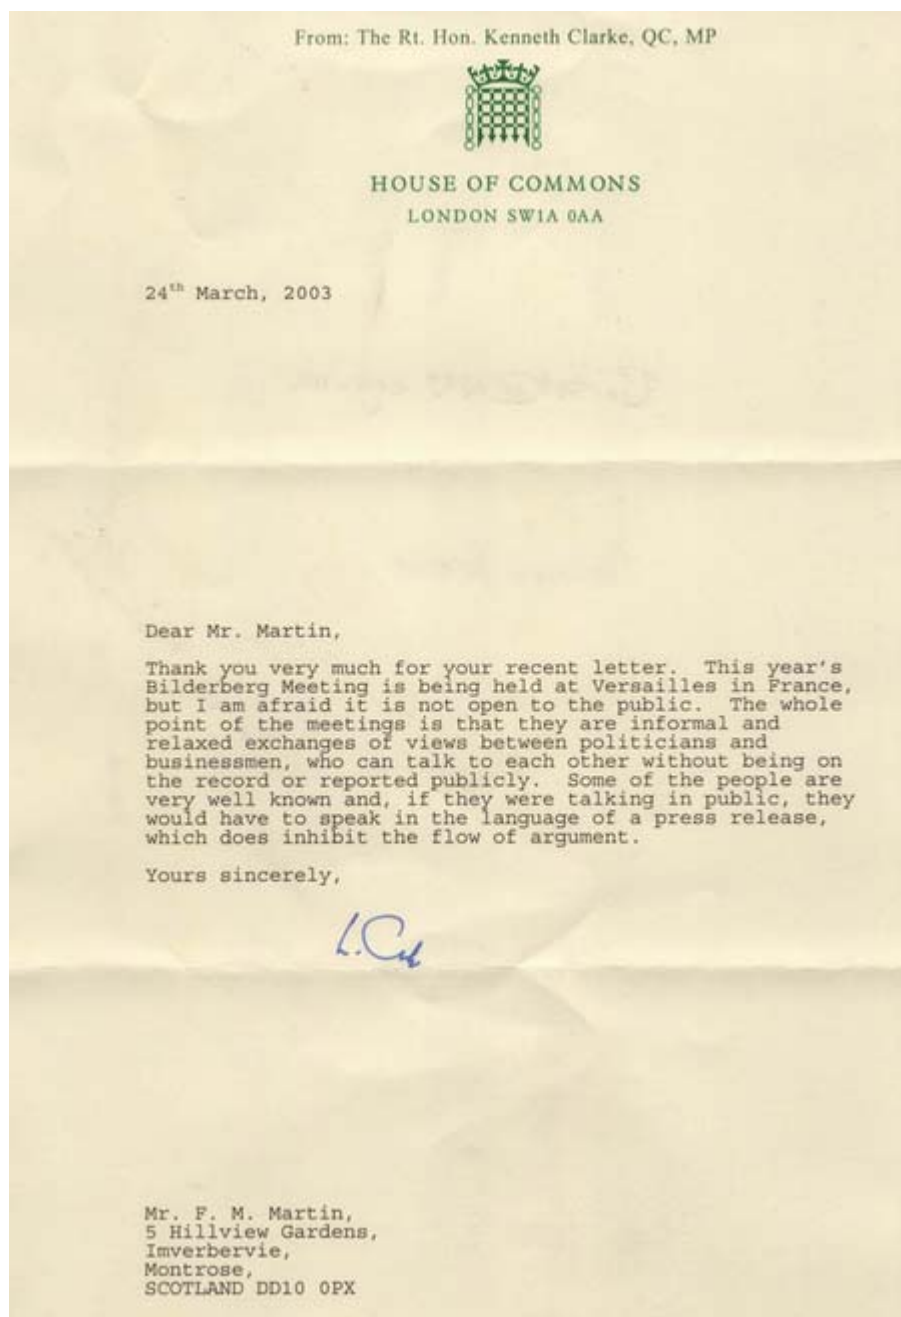 From: The Rt. Hon. Kenneth Clarke, QC, MP
HOUSE OF COMMONS
LONDON SW1A 0AA
24th March, 2003
Dear Mr. Martin,
Thank you very much for your recent letter. This year's
Bilderberg Meeting is being held at Versailles in France,
but I am afraid it is not open to the public. The whole
point of the meetings is that they are informal and
relaxed exchanges of views between politicians and
businessmen, who can talk to each other without being on
the record or reported publicly. Some of the people are
very well known and, if they were talking in public, they
would have to speak in the language of a press release,
which does inhibit the flow of argument.
Yours sincerely,
Mr. F. M. Martin,
5 Hillview Gardens,
Imverbervie,
Montrose,
SCOTLAND DD10 0PX